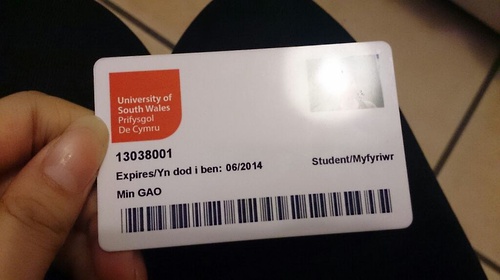 University of
South Wales
Prifysgol
De Cymru
13038001
Expires/Yn dod i ben: 06/2014
Student/Myfyriwr
Min GAO